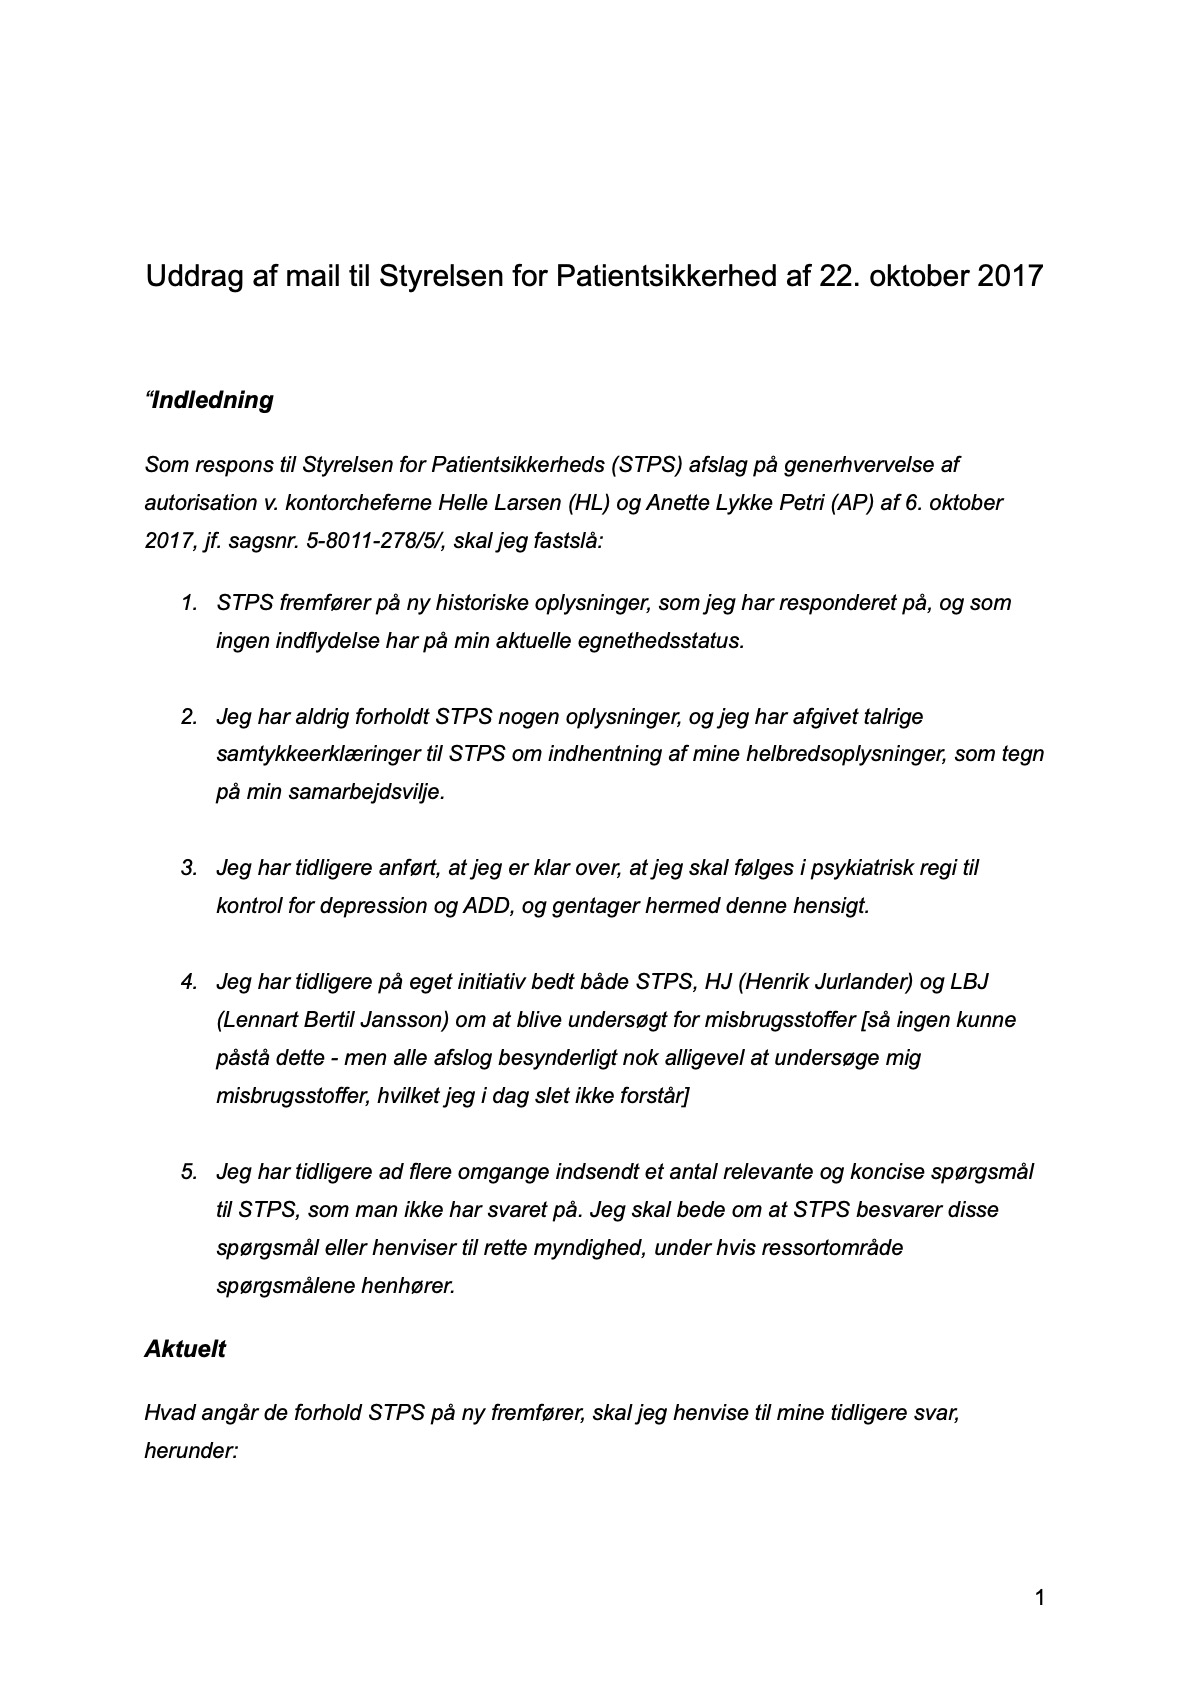 Uddrag af mail til Styrelsen for Patientsikkerhed af 22. oktober 2017
“Indledning
Som respons til Styrelsen for Patientsikkerheds (STPS) afslag på generhvervelse af
autorisation v. kontorcheferne Helle Larsen (HL) og Anette Lykke Petri (AP) af 6. oktober
2017, jf. sagsnr. 5-8011-278/5/, skal jeg fastslå:
1. STPS fremfører på ny historiske oplysninger, som jeg har responderet på, og som
ingen indflydelse har på min aktuelle egnethedsstatus.
2. Jeg har aldrig forholdt STPS nogen oplysninger, og jeg har afgivet talrige
samtykkeerklæringer til STPS om indhentning af mine helbredsoplysninger, som tegn
på min samarbejdsvilje.
3. Jeg har tidligere anført, at jeg er klar over, at jeg skal følges i psykiatrisk regi til
kontrol for depression og ADD, og gentager hermed denne hensigt.
4. Jeg har tidligere på eget initiativ bedt både STPS, HJ (Henrik Jurlander) og LBJ
(Lennart Bertil Jansson) om at blive undersøgt for misbrugsstoffer [så ingen kunne
påstå dette - men alle afslog besynderligt nok alligevel at undersøge mig
misbrugsstoffer, hvilket jeg i dag slet ikke forstår]
5. Jeg har tidligere ad flere omgange indsendt et antal relevante og koncise spørgsmål
til STPS, som man ikke har svaret på. Jeg skal bede om at STPS besvarer disse
spørgsmål eller henviser til rette myndighed, under hvis ressortområde
spørgsmålene henhører.
Aktuelt
Hvad angår de forhold STPS på ny fremfører, skal jeg henvise til mine tidligere svar,
herunder:
1